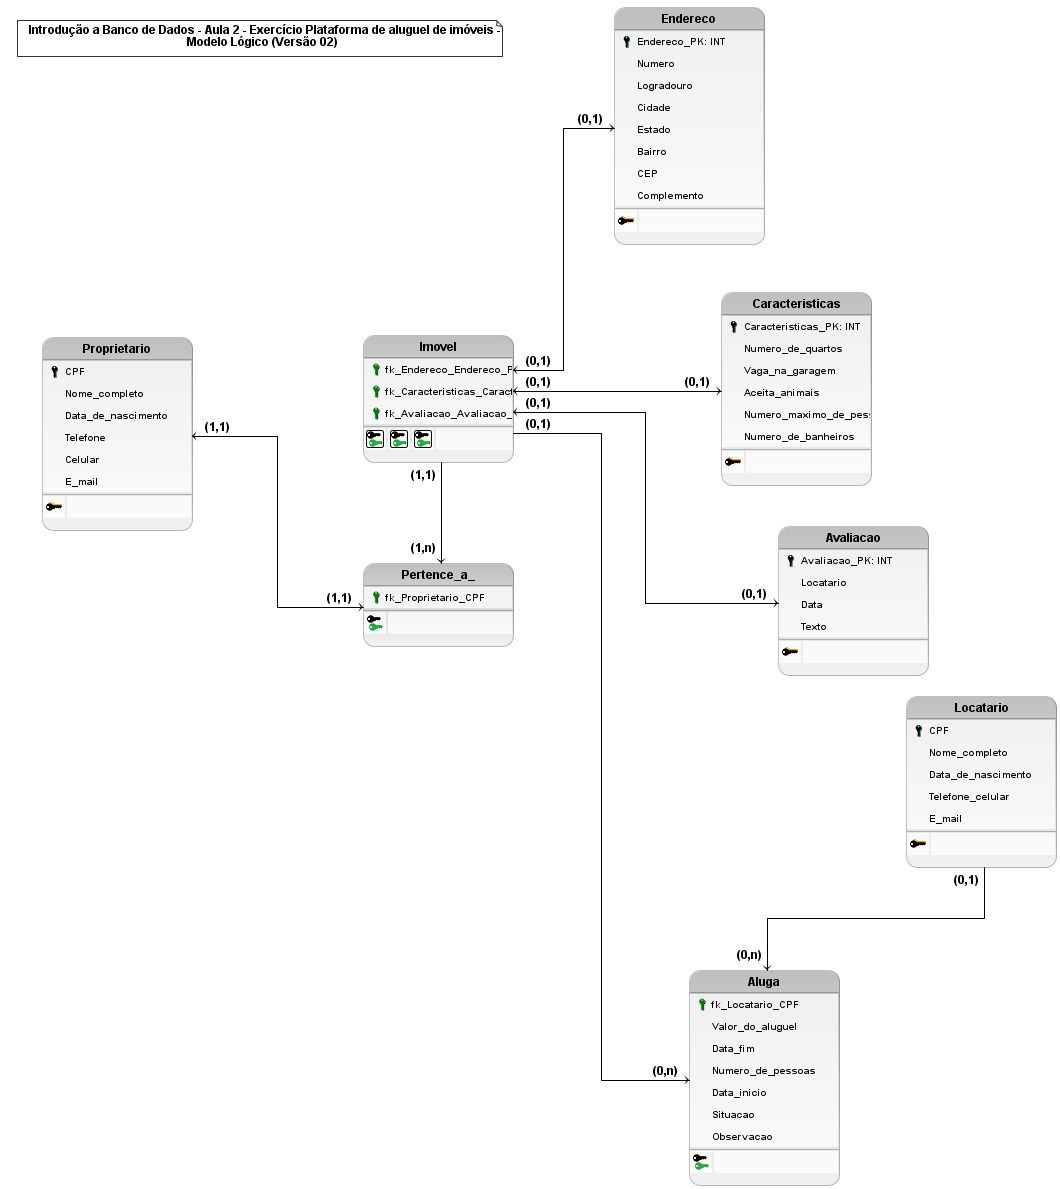 Introdução a Banco de Dados - Aula 2 - Exercício Plataforma de aluguel de imóveis -
Modelo Lógico (Versão 02)
Endereco
Endereco_PK: INT
Numero
Logradouro
Cidade
Estado
Bairro
CEP
Complemento
(0,1)
Caracteristicas
Caracteristicas_PK: INT
Numero_de_quartos
Vaga_na_garagem
Aceita_animais
Numero_maximo_de_pes
Numero_de_banheiros
Proprietario
CPF
Nome_completo
Data_de_nascimento
Telefone
Celular
E_mail
Imovel
fk_Endereco_Endereco_P
fk_Caracteristicas_Caract
fk_Avaliacao_Avaliacao_
(0,1)
(0,1)
(0,1)
(0,1)
(0,1)
(1,1)
(1,1)
(1,n)
(1,1)
Pertence_a_
fk_Proprietario_CPF
Avaliacao
Avaliacao_PK: INT
Locatario
Data
Texto
(0,1)
Locatario
CPF
Nome_completo
Data_de_nascimento
Telefone_celular
E_mail
(0,1)
(0,n)
(0,n)
Aluga
fk_Locatario_CPF
Valor_do_aluguel
Data_fim
Numero_de_pessoas
Data_inicio
Situacao
Observacao